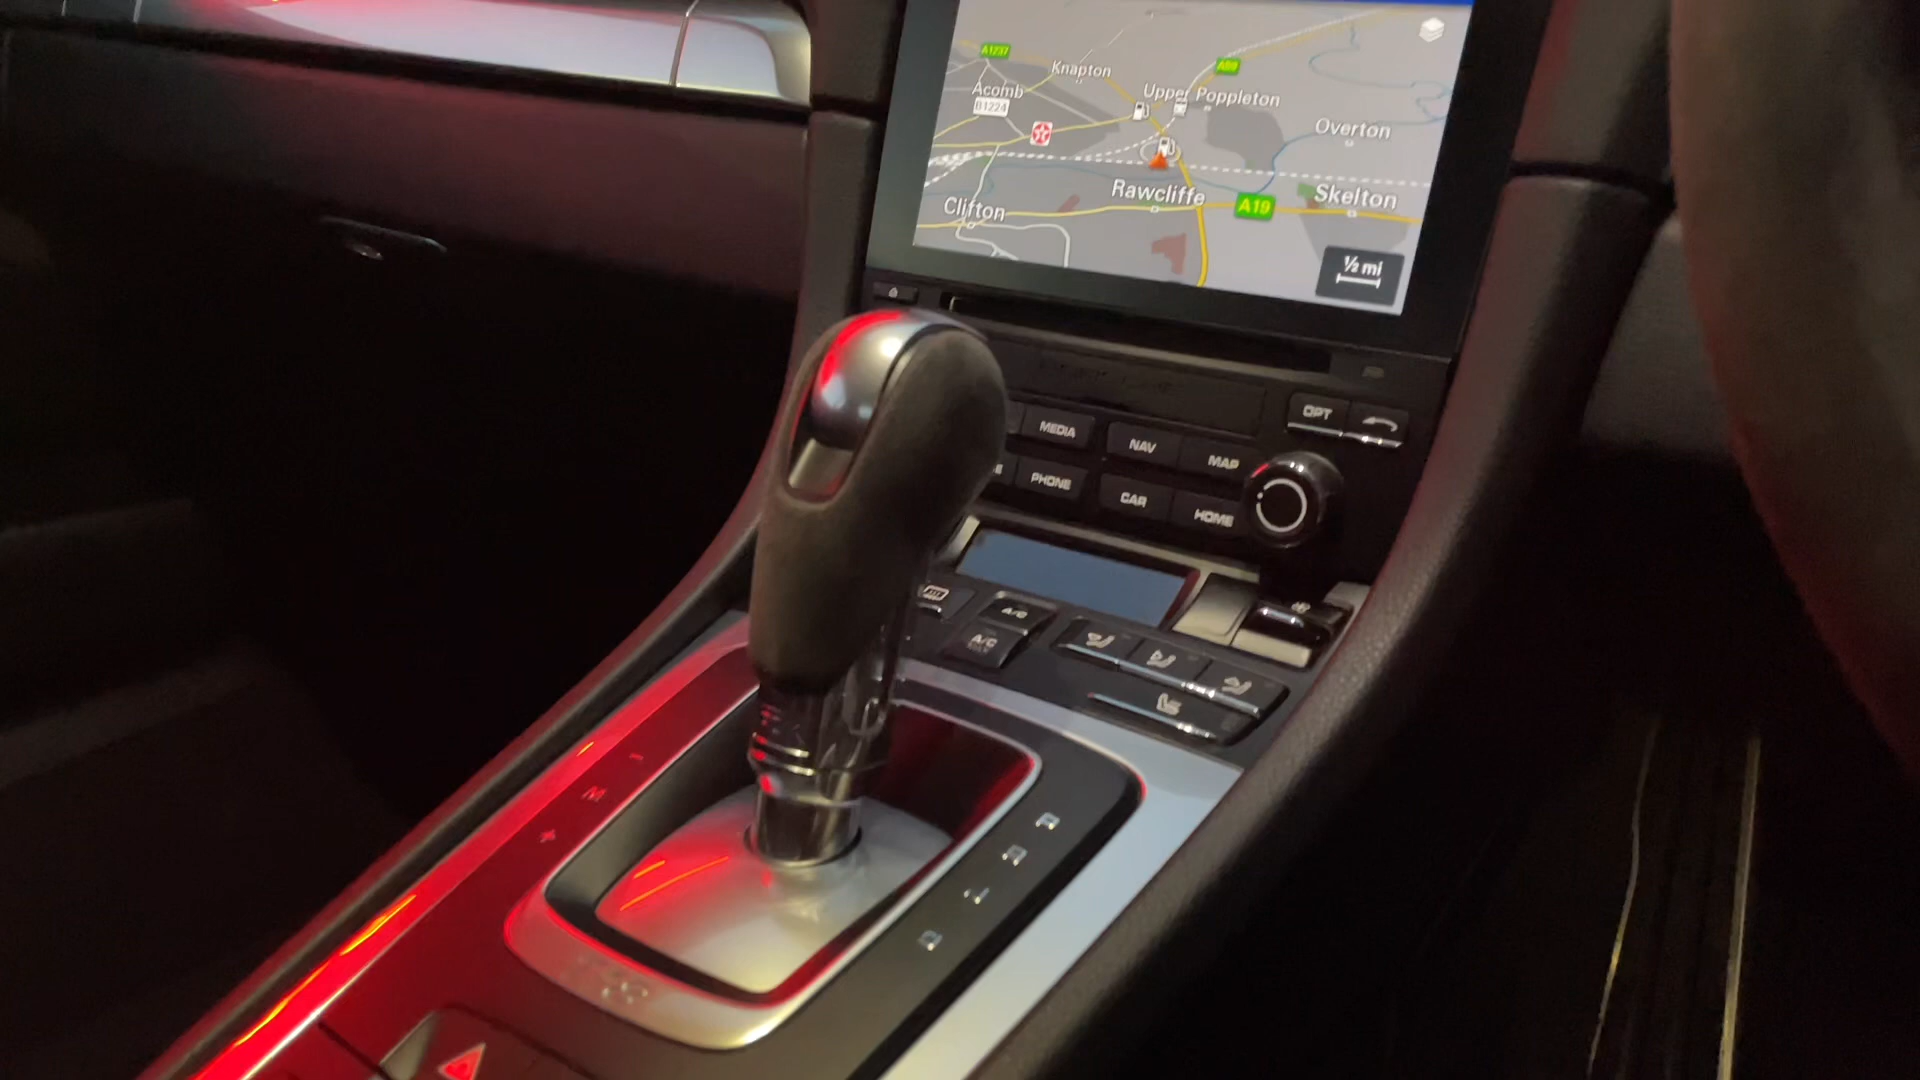 A1237
Knapton
A59
Acomb
B1224
Upper Poppleton
Overton
Rawcliffe
Skelton
A19
Clifton
½ mi
OPT
MEDIA
NAV
MAP
PHONE
CAR
HOME
A/C
A/C
-
M
+